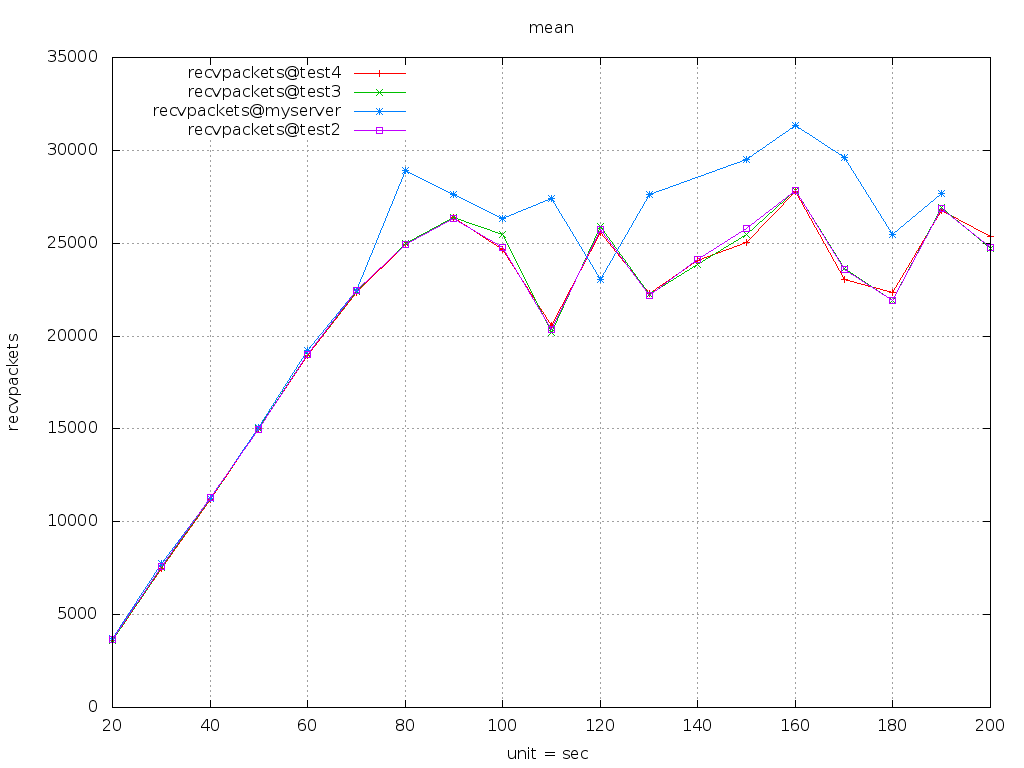 mean
35000
30000
25000
20000
15000
10000
5000
0
recvpackets@test4
recvpackets@test3
recvpackets@myserver
recvpackets@test2
recvpackets
20 40 60 80 100 120 140 160 180 200
unit = sec